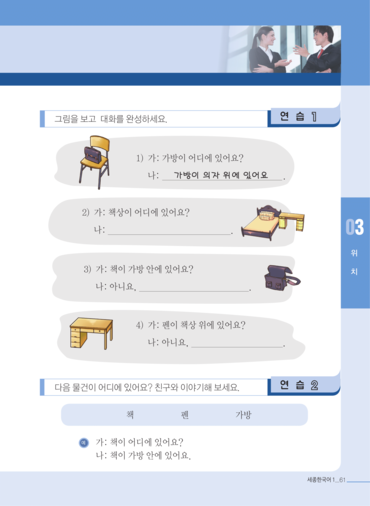 그림을 보고 대화를 완성하세요.
연 습 1
1) 가: 가방이 어디에 있어요?
나: 가방이 의자 위에 있어요.
2) 가: 책상이 어디에 있어요?
나: .
3) 가: 책이 가방 안에 있어요?
나: 아니요, .
4) 가: 펜이 책상 위에 있어요?
나: 아니요, .
03
위
치
다음 물건이 어디에 있어요? 친구와 이야기해 보세요.
연 습 2
책 펜 가방
가: 책이 어디에 있어요?
나: 책이 가방 안에 있어요.
세종한국어 1_61